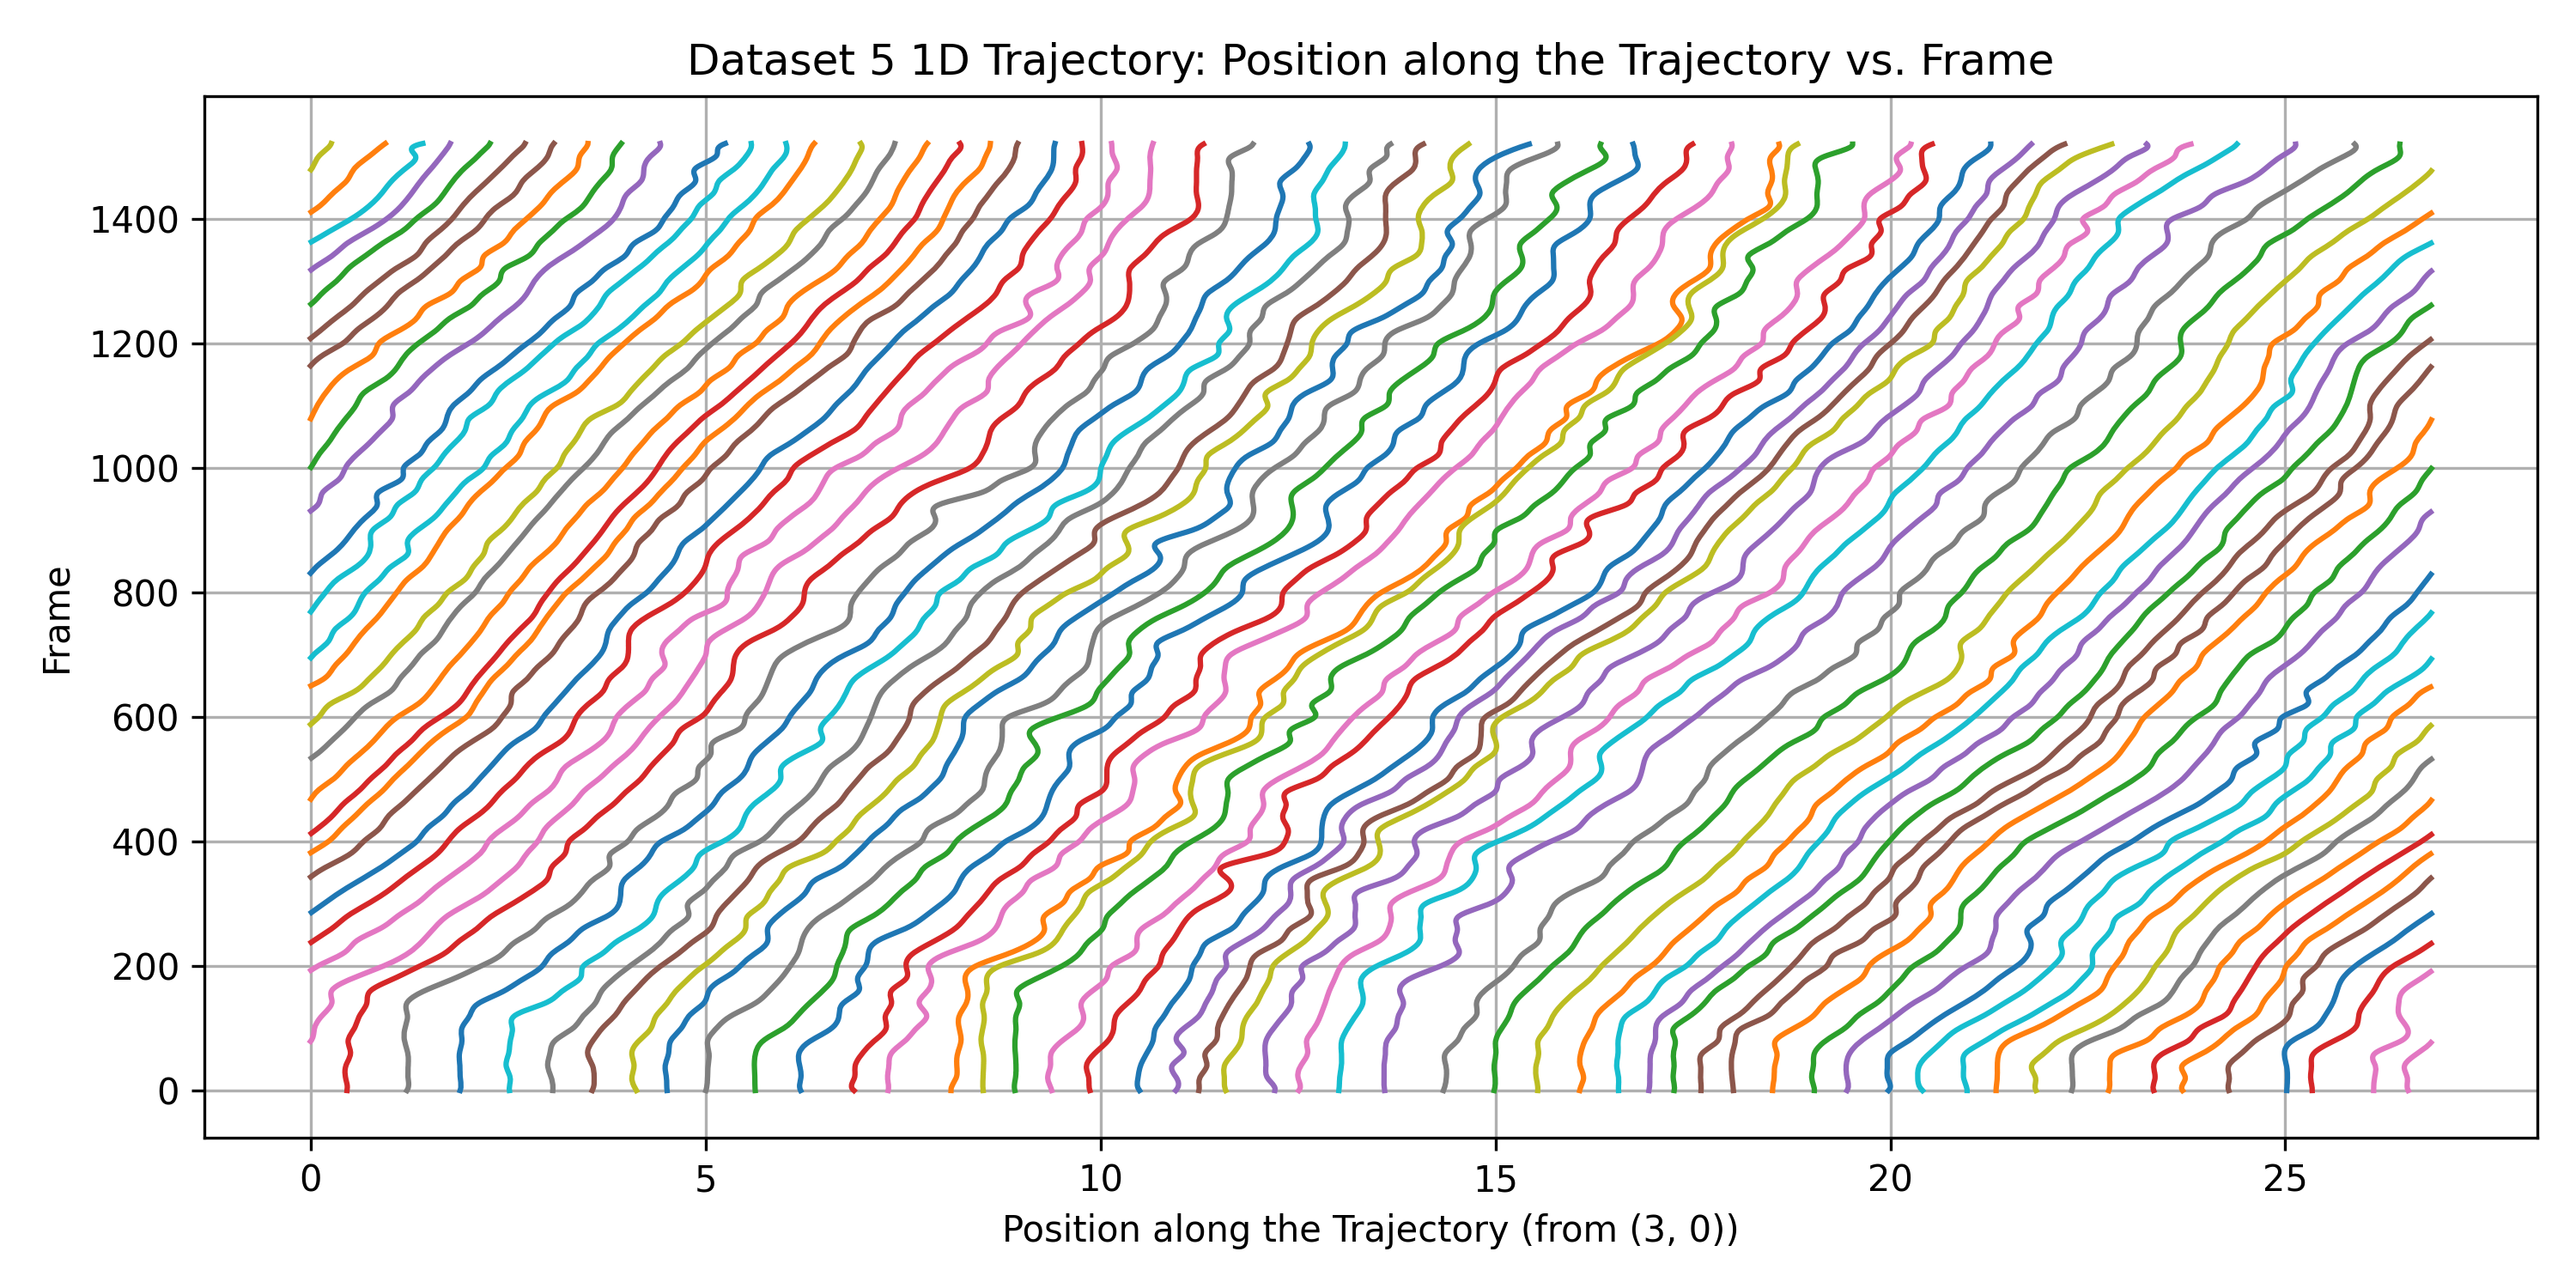 Dataset 5 1D Trajectory: Position along the Trajectory vs. Frame
Frame
1400
1200
1000
800
600
400
200
0
0 5 10 15 20 25
Position along the Trajectory (from (3, 0))